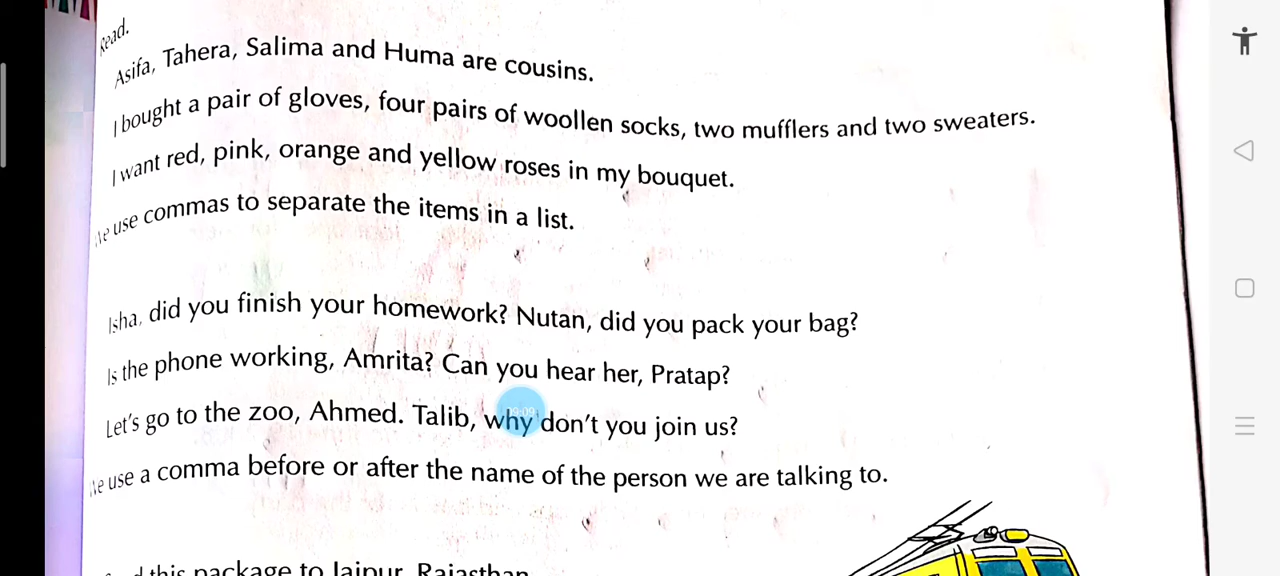 Read.
Asifa, Tahera, Salima and Huma are cousins.
I bought a pair of gloves, four pairs of woollen socks, two mufflers and two sweaters.
I want red, pink, orange and yellow roses in my bouquet.
use commas to separate the items in a list.
Isha, did you finish your homework? Nutan, did you pack your bag?
Is the phone working, Amrita? Can you hear her, Pratap?
Let's go to the zoo, Ahmed. Talib, why don't you join us?
09:09
use a comma before or after the name of the person we are talking to.
this package to Jaipur, Rajasthan